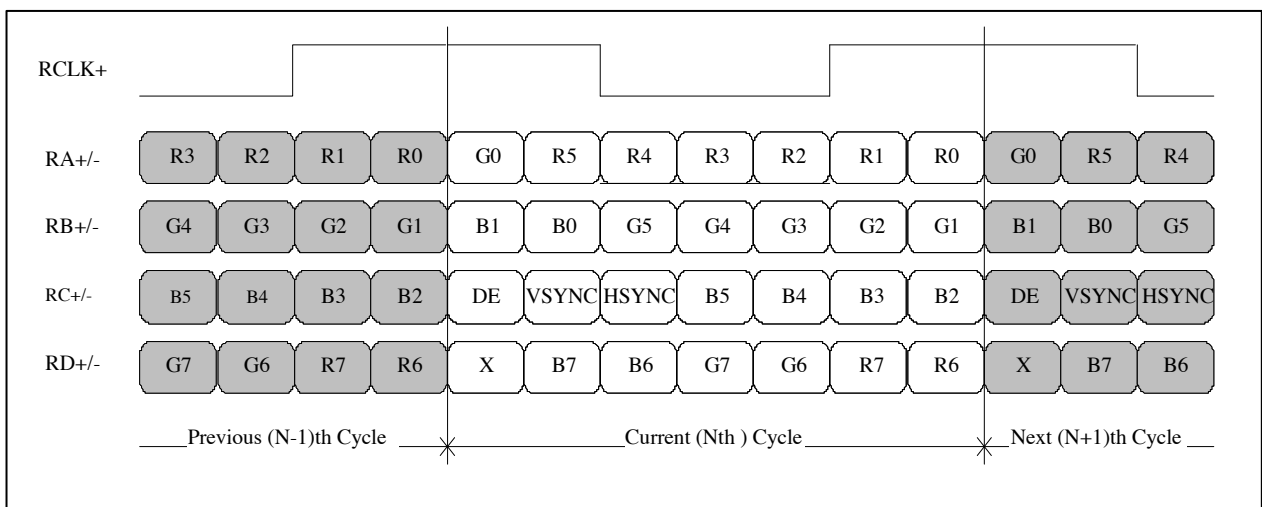 RCLK+
RA+/- R3 R2 R1 R0 G0 R5 R4 R3 R2 R1 R0 G0 R5 R4
RB+/- G4 G3 G2 G1 B1 B0 G5 G4 G3 G2 G1 B1 B0 G5
RC+/- B5 B4 B3 B2 DE VSYNC HSYNC B5 B4 B3 B2 DE VSYNC HSYNC
RD+/- G7 G6 R7 R6 X B7 B6 G7 G6 R7 R6 X B7 B6
Previous (N-1)th Cycle Current (Nth ) Cycle Next (N+1)th Cycle